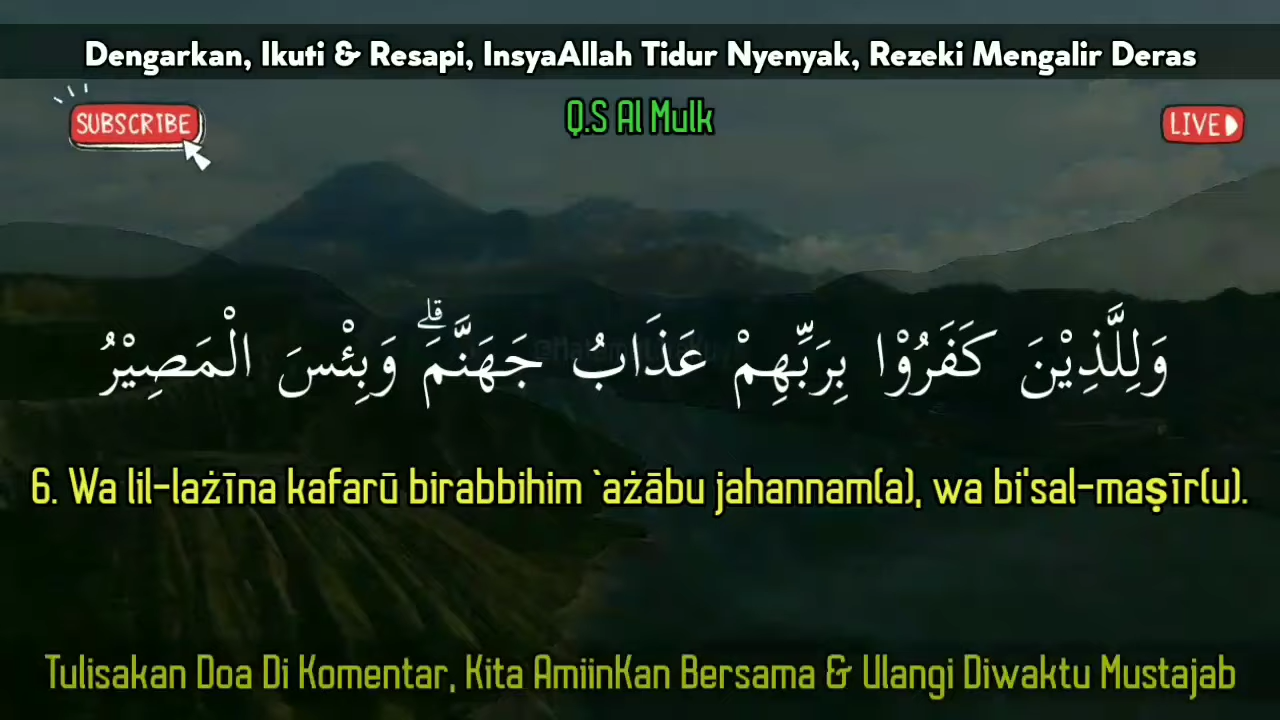 Dengarkan, Ikuti & Resapi, InsyaAllah Tidur Nyenyak, Rezeki Mengalir Deras
SUBSCRIBE
Q.S Al Mulk
LIVE
وَلِلَّذِيْنَ كَفَرُوْا بِرَبِّهِمْ عَذَابُ جَهَنَّمَۗ وَبِئْسَ الْمَصِيْرُ
6. Wa lil-lażīna kafarū birabbihim `ażābu jahannam(a), wa bi'sal-maṣīr(u).
Tulisakan Doa Di Komentar, Kita AmiinKan Bersama & Ulangi Diwaktu Mustajab